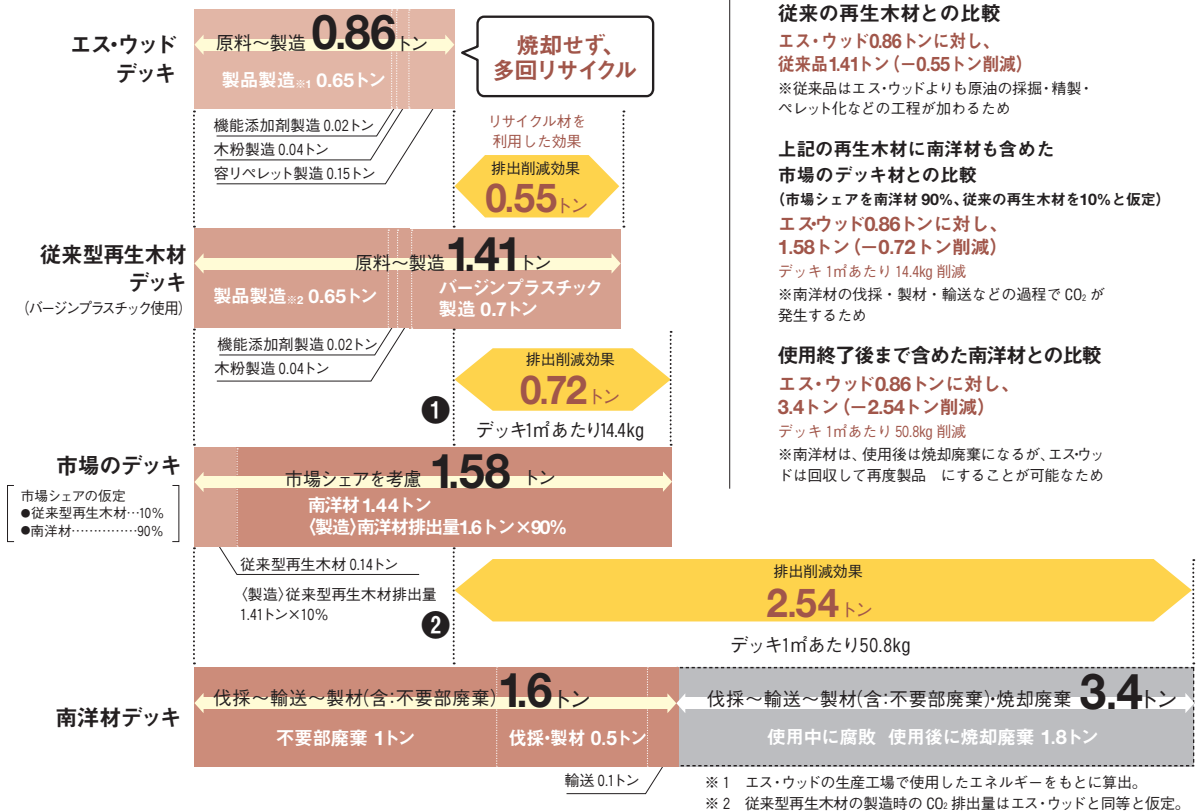 エス・ウッド
デッキ
原料～製造 0.86トン
製品製造※1 0.65トン
焼却せず、
多回リサイクル
機能添加剤製造 0.02トン
木粉製造 0.04トン
容リペレット製造 0.15トン
リサイクル材を
利用した効果
排出削減効果
0.55トン
従来型再生木材
デッキ
(バージンプラスチック使用)
原料～製造 1.41トン
製品製造※2 0.65トン
バージンプラスチック
製造 0.7トン
機能添加剤製造 0.02トン
木粉製造 0.04トン
排出削減効果
0.72トン
❶
デッキ1㎡あたり14.4kg
市場のデッキ
市場シェアの仮定
●従来型再生木材…10%
●南洋材……………90%
市場シェアを考慮 1.58トン
南洋材 1.44トン
〈製造〉南洋材排出量1.6トン×90%
従来型再生木材 0.14トン
〈製造〉従来型再生木材排出量
1.41トン×10%
❷
排出削減効果
2.54トン
デッキ1㎡あたり50.8kg
南洋材デッキ
伐採～輸送～製材(含:不要部廃棄) 1.6トン
不要部廃棄 1トン
伐採・製材 0.5トン
輸送 0.1トン
伐採～輸送～製材(含:不要部廃棄)・焼却廃棄 3.4トン
使用中に腐敗 使用後に焼却廃棄 1.8トン
※1 エス・ウッドの生産工場で使用したエネルギーをもとに算出。
※2 従来型再生木材の製造時の CO₂ 排出量はエス・ウッドと同等と仮定。
従来の再生木材との比較
エス・ウッド0.86トンに対し、
従来品1.41トン(－0.55トン削減)
※従来品はエス・ウッドよりも原油の採掘・精製・
ペレット化などの工程が加わるため
上記の再生木材に南洋材も含めた
市場のデッキ材との比較
(市場シェアを南洋材 90%、従来の再生木材を10%と仮定)
エスウッド0.86トンに対し、
1.58トン(－0.72トン削減)
デッキ 1㎡あたり 14.4kg 削減
※南洋材の伐採・製材・輸送などの過程で CO₂ が
発生するため
使用終了後まで含めた南洋材との比較
エス・ウッド0.86トンに対し、
3.4トン(－2.54トン削減)
デッキ 1㎡あたり 50.8kg 削減
※南洋材は、使用後は焼却廃棄になるが、エス・ウッ
ドは回収して再度製品 にすることが可能なため